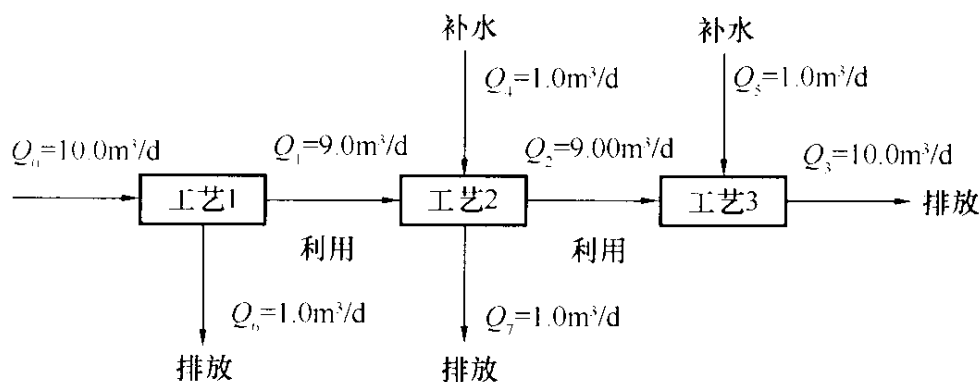 补水 补水
Q₄=1.0m³/d Q₅=1.0m³/d
Q₀=10.0m³/d Q₁=9.0m³/d Q₂=9.00m³/d Q₃=10.0m³/d
工艺1 工艺2 工艺3
利用 利用 排放
Q₆=1.0m³/d Q₇=1.0m³/d
排放 排放